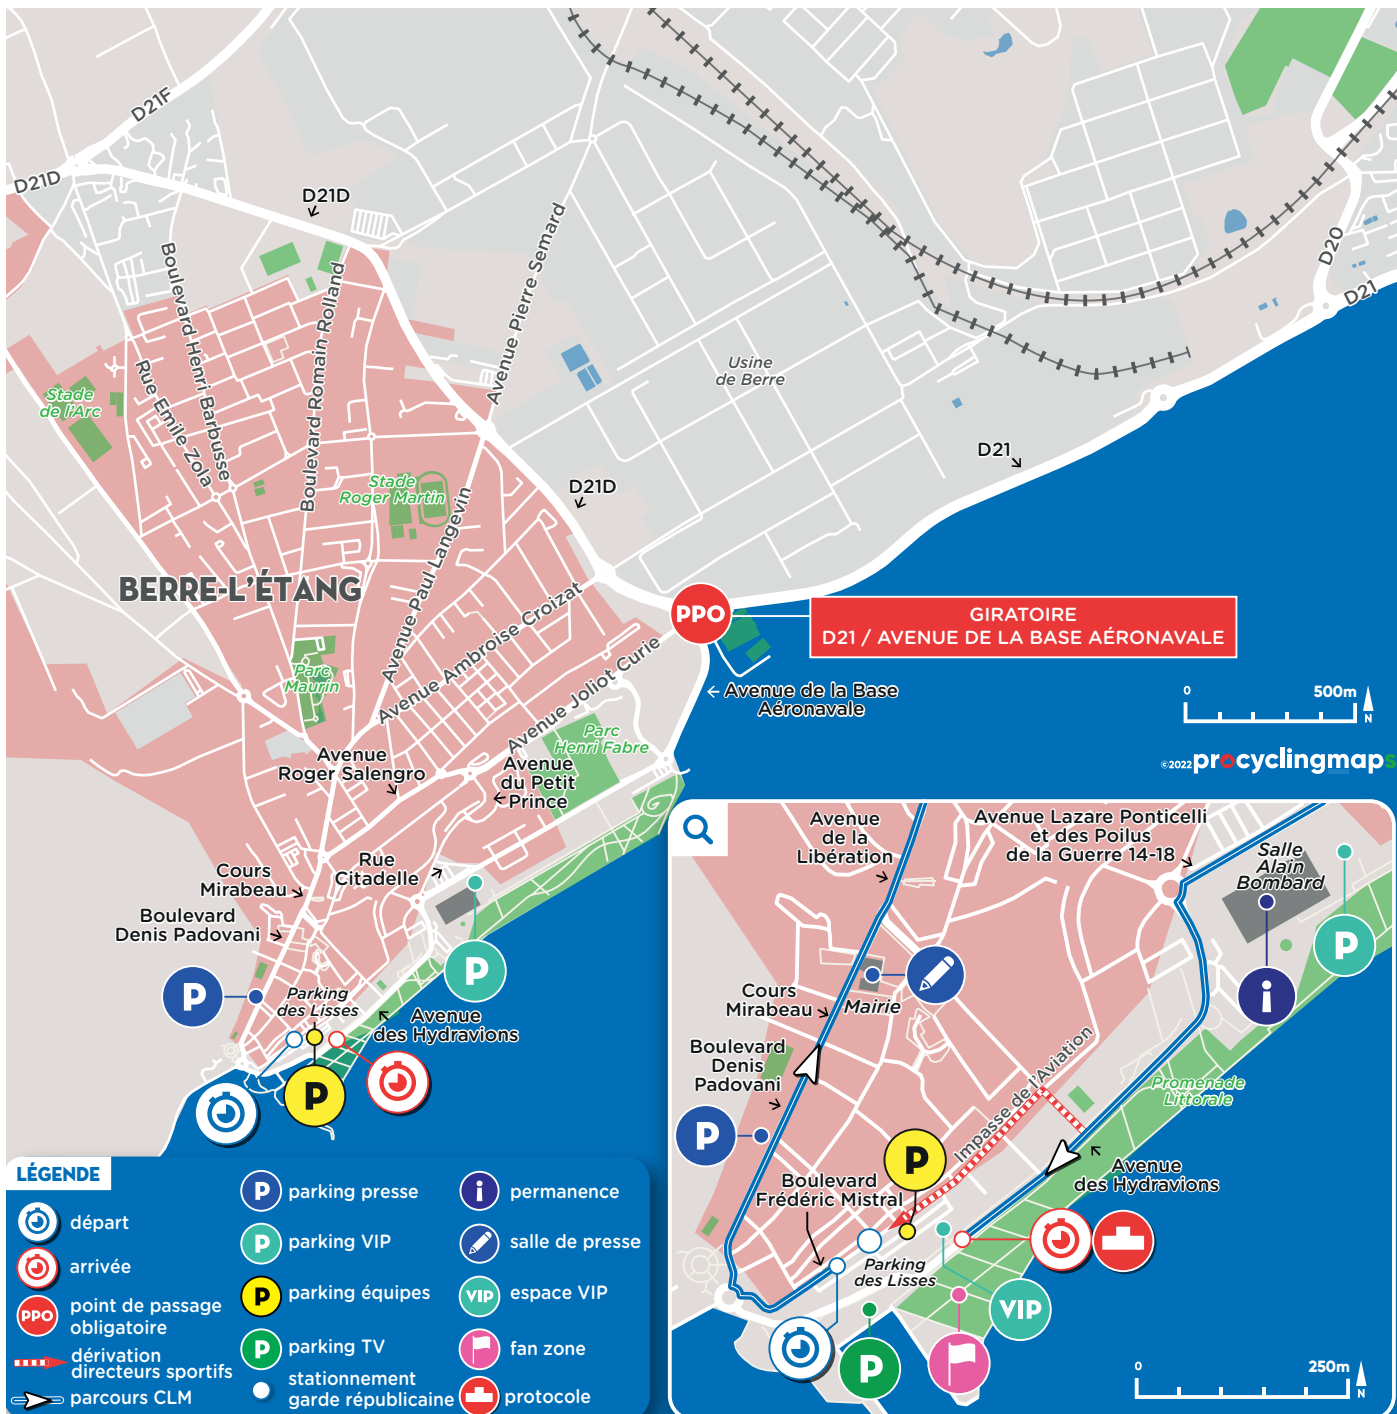 D21F
D21D
D21D
Boulevard Henri Barbusse
Boulevard Romain Rolland
Avenue Pierre Semard
Rue Emile Zola
Stade
de l'Arc
Stade
Roger Martin
Usine
de Berre
D20
D21
D21
D21D
Avenue Paul Langevin
BERRE-L'ÉTANG
Avenue Ambroise Croizat
PPO
GIRATOIRE
D21 / AVENUE DE LA BASE AÉRONAVALE
Avenue de la Base
Aéronavale
Avenue Joliot Curie
Parc
Maurin
Parc
Henri Fabre
Avenue
Roger Salengro
Avenue
du Petit
Prince
0 500m
N
©2022 procyclingmaps
Cours
Mirabeau
Rue
Citadelle
Boulevard
Denis Padovani
P
P
Parking
des Lisses
Avenue
des Hydravions
P
Avenue
de la
Libération
Avenue Lazare Ponticelli
et des Poilus
de la Guerre 14-18
Salle
Alain
Bombard
P
i
Cours
Mirabeau
Mairie
Boulevard
Denis
Padovani
P
Impasse de l'Aviation
Promenade
Littorale
P
Boulevard
Frédéric Mistral
Avenue
des Hydravions
Parking
des Lisses
VIP
P
0 250m
N
LÉGENDE
départ
arrivée
PPO point de passage
obligatoire
dérivation
directeurs sportifs
parcours CLM
P parking presse
P parking VIP
P parking équipes
P parking TV
stationnement
garde républicaine
i permanence
salle de presse
VIP espace VIP
fan zone
protocole